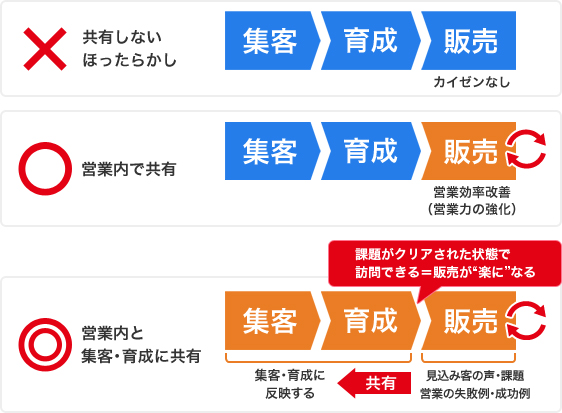 共有しない
ほったらかし
集客 育成 販売
カイゼンなし
営業内で共有
集客 育成 販売
営業効率改善
（営業力の強化）
課題がクリアされた状態で
訪問できる＝販売が“楽に”なる
営業内と
集客・育成に共有
集客 育成 販売
集客・育成に
反映する
共有
見込み客の声・課題
営業の失敗例・成功例